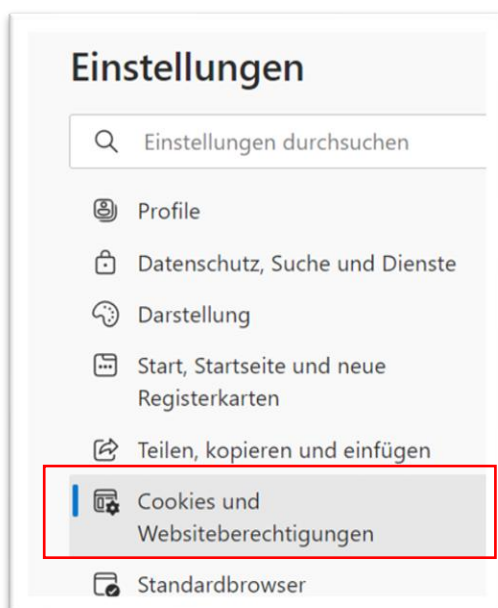 Einstellungen
Einstellungen durchsuchen
Profile
Datenschutz, Suche und Dienste
Darstellung
Start, Startseite und neue
Registerkarten
Teilen, kopieren und einfügen
Cookies und
Websiteberechtigungen
Standardbrowser